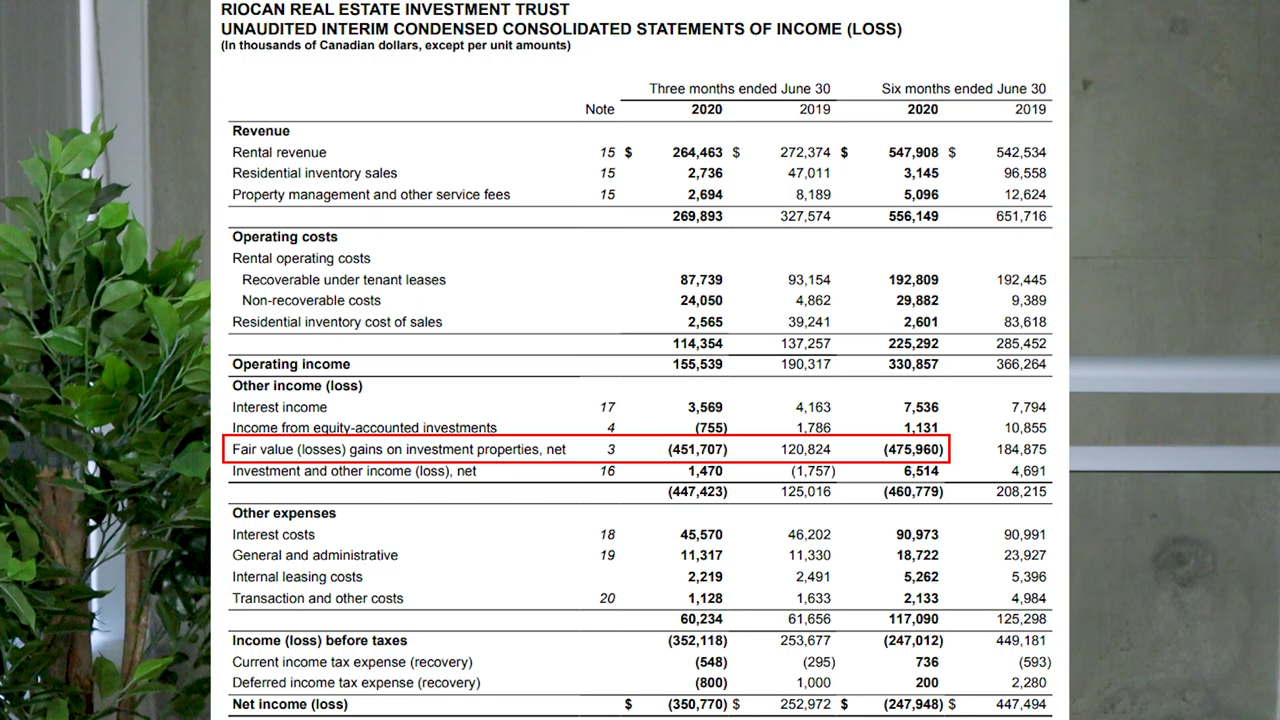 RIOCAN REAL ESTATE INVESTMENT TRUST
UNAUDITED INTERIM CONDENSED CONSOLIDATED STATEMENTS OF INCOME (LOSS)
(In thousands of Canadian dollars, except per unit amounts)
Three months ended June 30 Six months ended June 30
Note 2020 2019 2020 2019
Revenue
Rental revenue 15 $ 264,463 $ 272,374 $ 547,908 $ 542,534
Residential inventory sales 15 2,736 47,011 3,145 96,558
Property management and other service fees 15 2,694 8,189 5,096 12,624
269,893 327,574 556,149 651,716
Operating costs
Rental operating costs
Recoverable under tenant leases 87,739 93,154 192,809 192,445
Non-recoverable costs 24,050 4,862 29,882 9,389
Residential inventory cost of sales 2,565 39,241 2,601 83,618
114,354 137,257 225,292 285,452
Operating income 155,539 190,317 330,857 366,264
Other income (loss)
Interest income 17 3,569 4,163 7,536 7,794
Income from equity-accounted investments 4 (755) 1,786 1,131 10,855
Fair value (losses) gains on investment properties, net 3 (451,707) 120,824 (475,960) 184,875
Investment and other income (loss), net 16 1,470 (1,757) 6,514 4,691
(447,423) 125,016 (460,779) 208,215
Other expenses
Interest costs 18 45,570 46,202 90,973 90,991
General and administrative 19 11,317 11,330 18,722 23,927
Internal leasing costs 2,219 2,491 5,262 5,396
Transaction and other costs 20 1,128 1,633 2,133 4,984
60,234 61,656 117,090 125,298
Income (loss) before taxes (352,118) 253,677 (247,012) 449,181
Current income tax expense (recovery) (548) (295) 736 (593)
Deferred income tax expense (recovery) (800) 1,000 200 2,280
Net income (loss) $ (350,770) $ 252,972 $ (247,948) $ 447,494